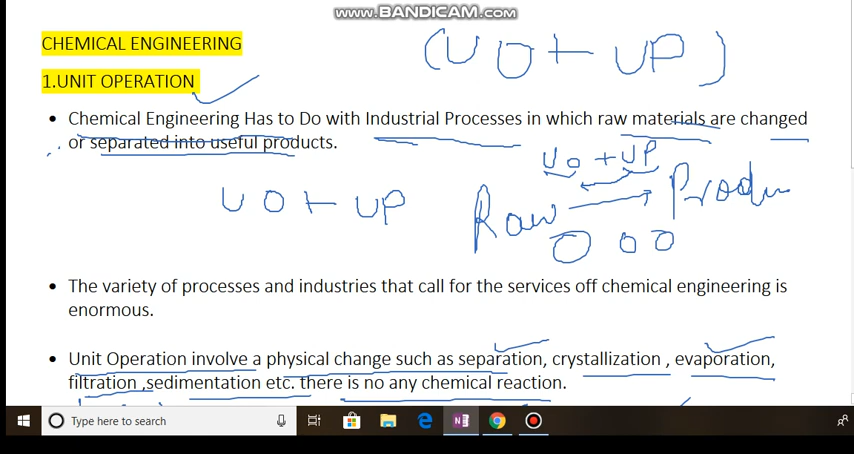 www.BANDICAM.com
CHEMICAL ENGINEERING
(UO + UP)
1.UNIT OPERATION
• Chemical Engineering Has to Do with Industrial Processes in which raw materials are changed
or separated into useful products.
UO + UP
UO + UP
Raw Produ
• The variety of processes and industries that call for the services off chemical engineering is
enormous.
• Unit Operation involve a physical change such as separation, crystallization , evaporation,
filtration ,sedimentation etc. there is no any chemical reaction.
Type here to search